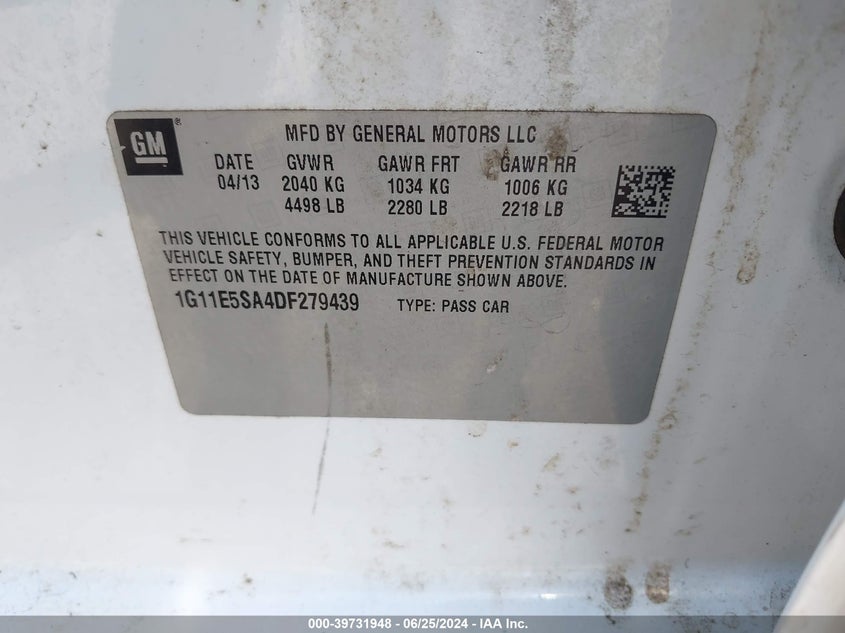 GM®
MFD BY GENERAL MOTORS LLC
DATE GVWR GAWR FRT GAWR RR
04/13 2040 KG 1034 KG 1006 KG
4498 LB 2280 LB 2218 LB
THIS VEHICLE CONFORMS TO ALL APPLICABLE U.S. FEDERAL MOTOR
VEHICLE SAFETY, BUMPER, AND THEFT PREVENTION STANDARDS IN
EFFECT ON THE DATE OF MANUFACTURE SHOWN ABOVE.
1G11E5SA4DF279439 TYPE: PASS CAR
000-39731948 - 06/25/2024 - IAA Inc.